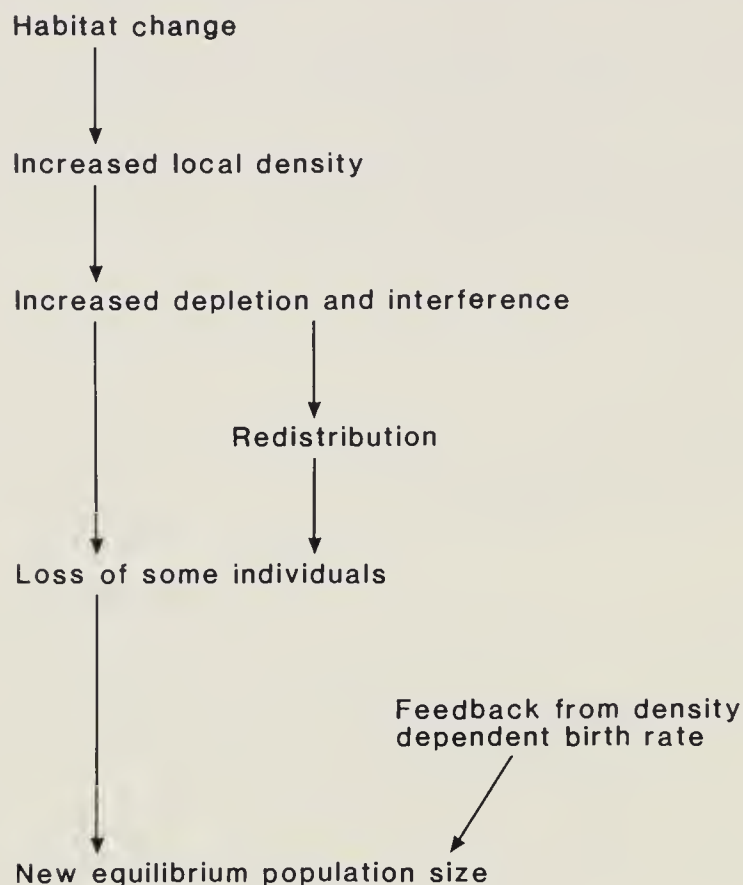 Habitat change
Increased local density
Increased depletion and interference
Redistribution
Loss of some individuals
Feedback from density
dependent birth rate
New equilibrium population size